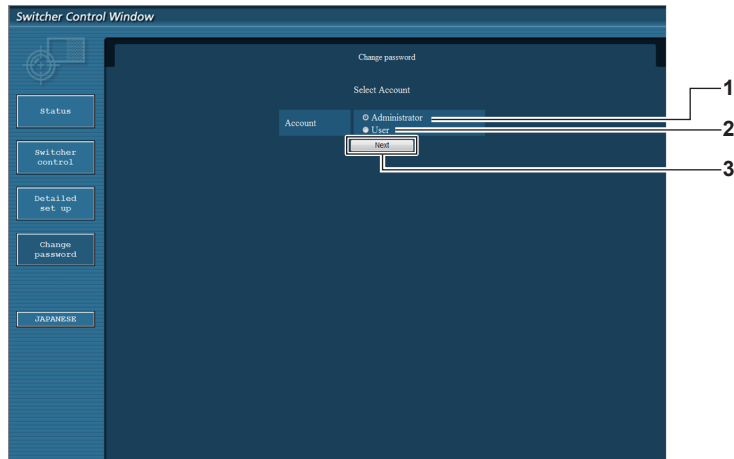 Switcher Control Window
Change password
Select Account
Account
Administrator
User
Next
Status
Switcher
control
Detailed
set up
Change
password
JAPANESE
1
2
3